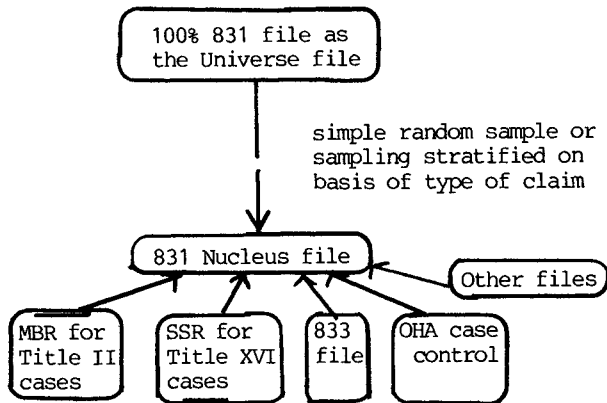 100% 831 file as
the Universe file
simple random sample or
sampling stratified on
basis of type of claim
831 Nucleus file
Other files
MBR for
Title II
cases
SSR for
Title XVI
cases
833
file
OHA case
control